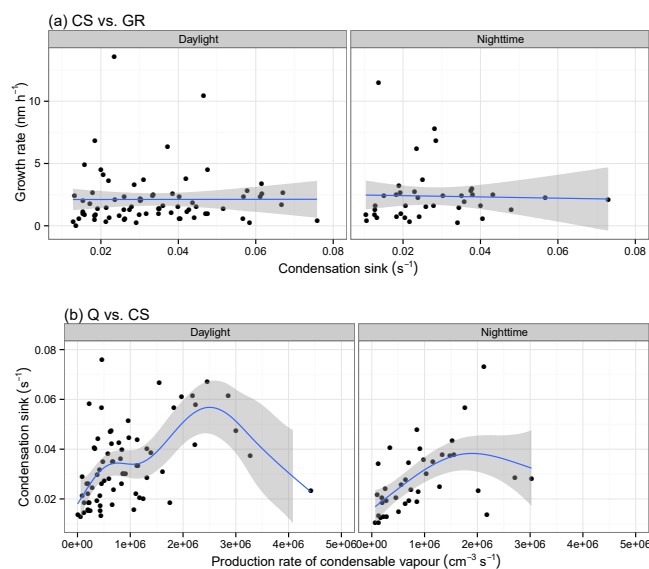 (a) CS vs. GR
Daylight Nighttime
Growth rate (nm h⁻¹)
10
5
0
0.02 0.04 0.06 0.08 0.02 0.04 0.06 0.08
Condensation sink (s⁻¹)
(b) Q vs. CS
Daylight Nighttime
Condensation sink (s⁻¹)
0.08
0.06
0.04
0.02
0e+00 1e+06 2e+06 3e+06 4e+06 5e+06 0e+00 1e+06 2e+06 3e+06 4e+06 5e+06
Production rate of condensable vapour (cm⁻³ s⁻¹)